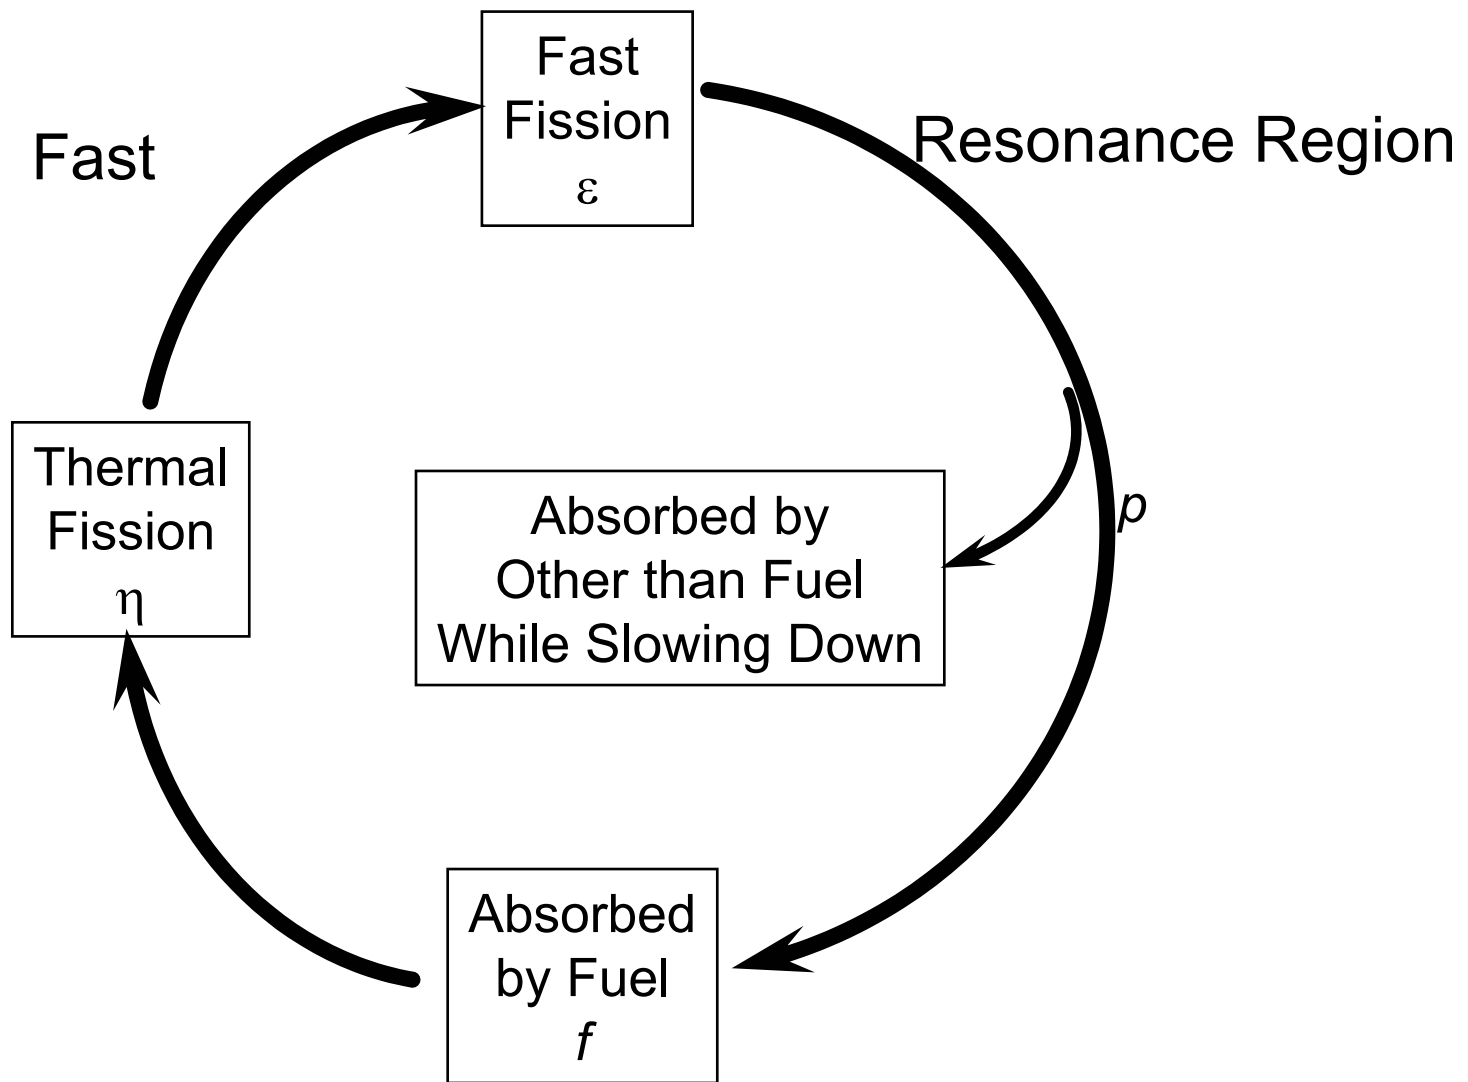 Fast
Fission
ε
Fast
Resonance Region
Thermal
Fission
η
Absorbed by
Other than Fuel
While Slowing Down
p
Absorbed
by Fuel
f